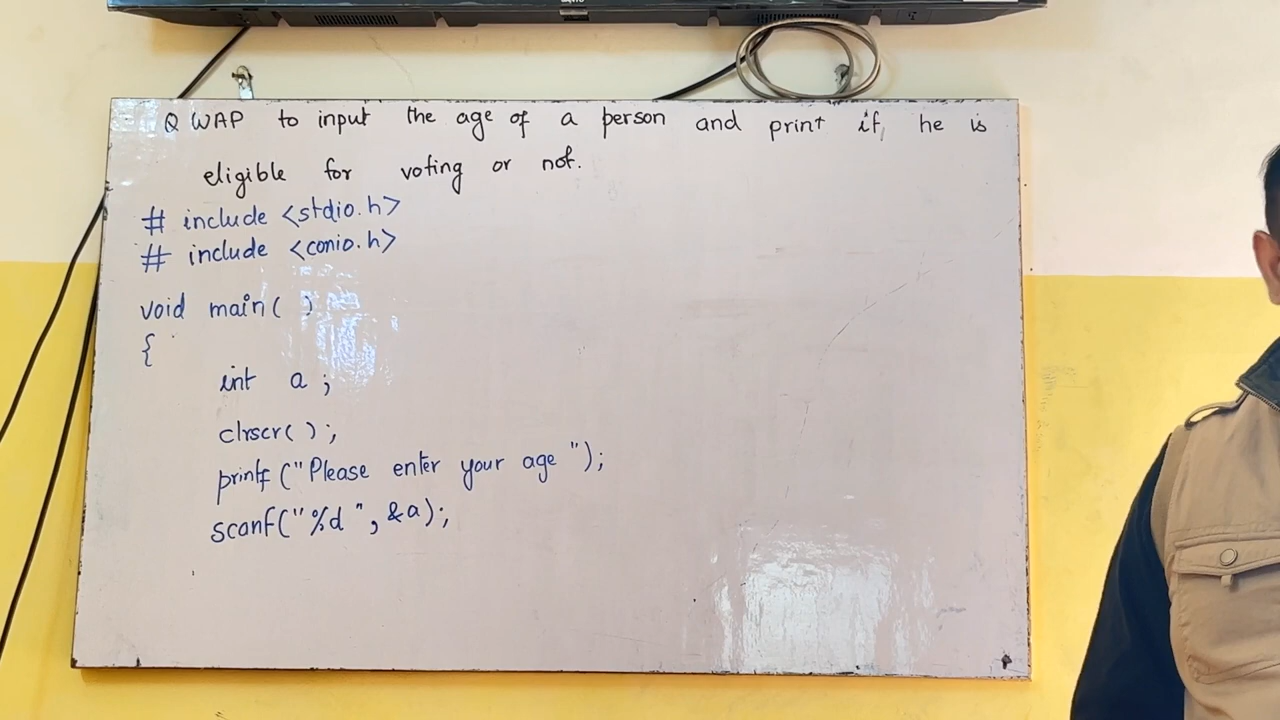 Q WAP to input the age of a person and print if he is
eligible for voting or not.
# include <stdio.h>
# include <conio.h>
void main( )
{
int a ;
clrscr( ) ;
printf ("Please enter your age ");
scanf("%d ", &a);